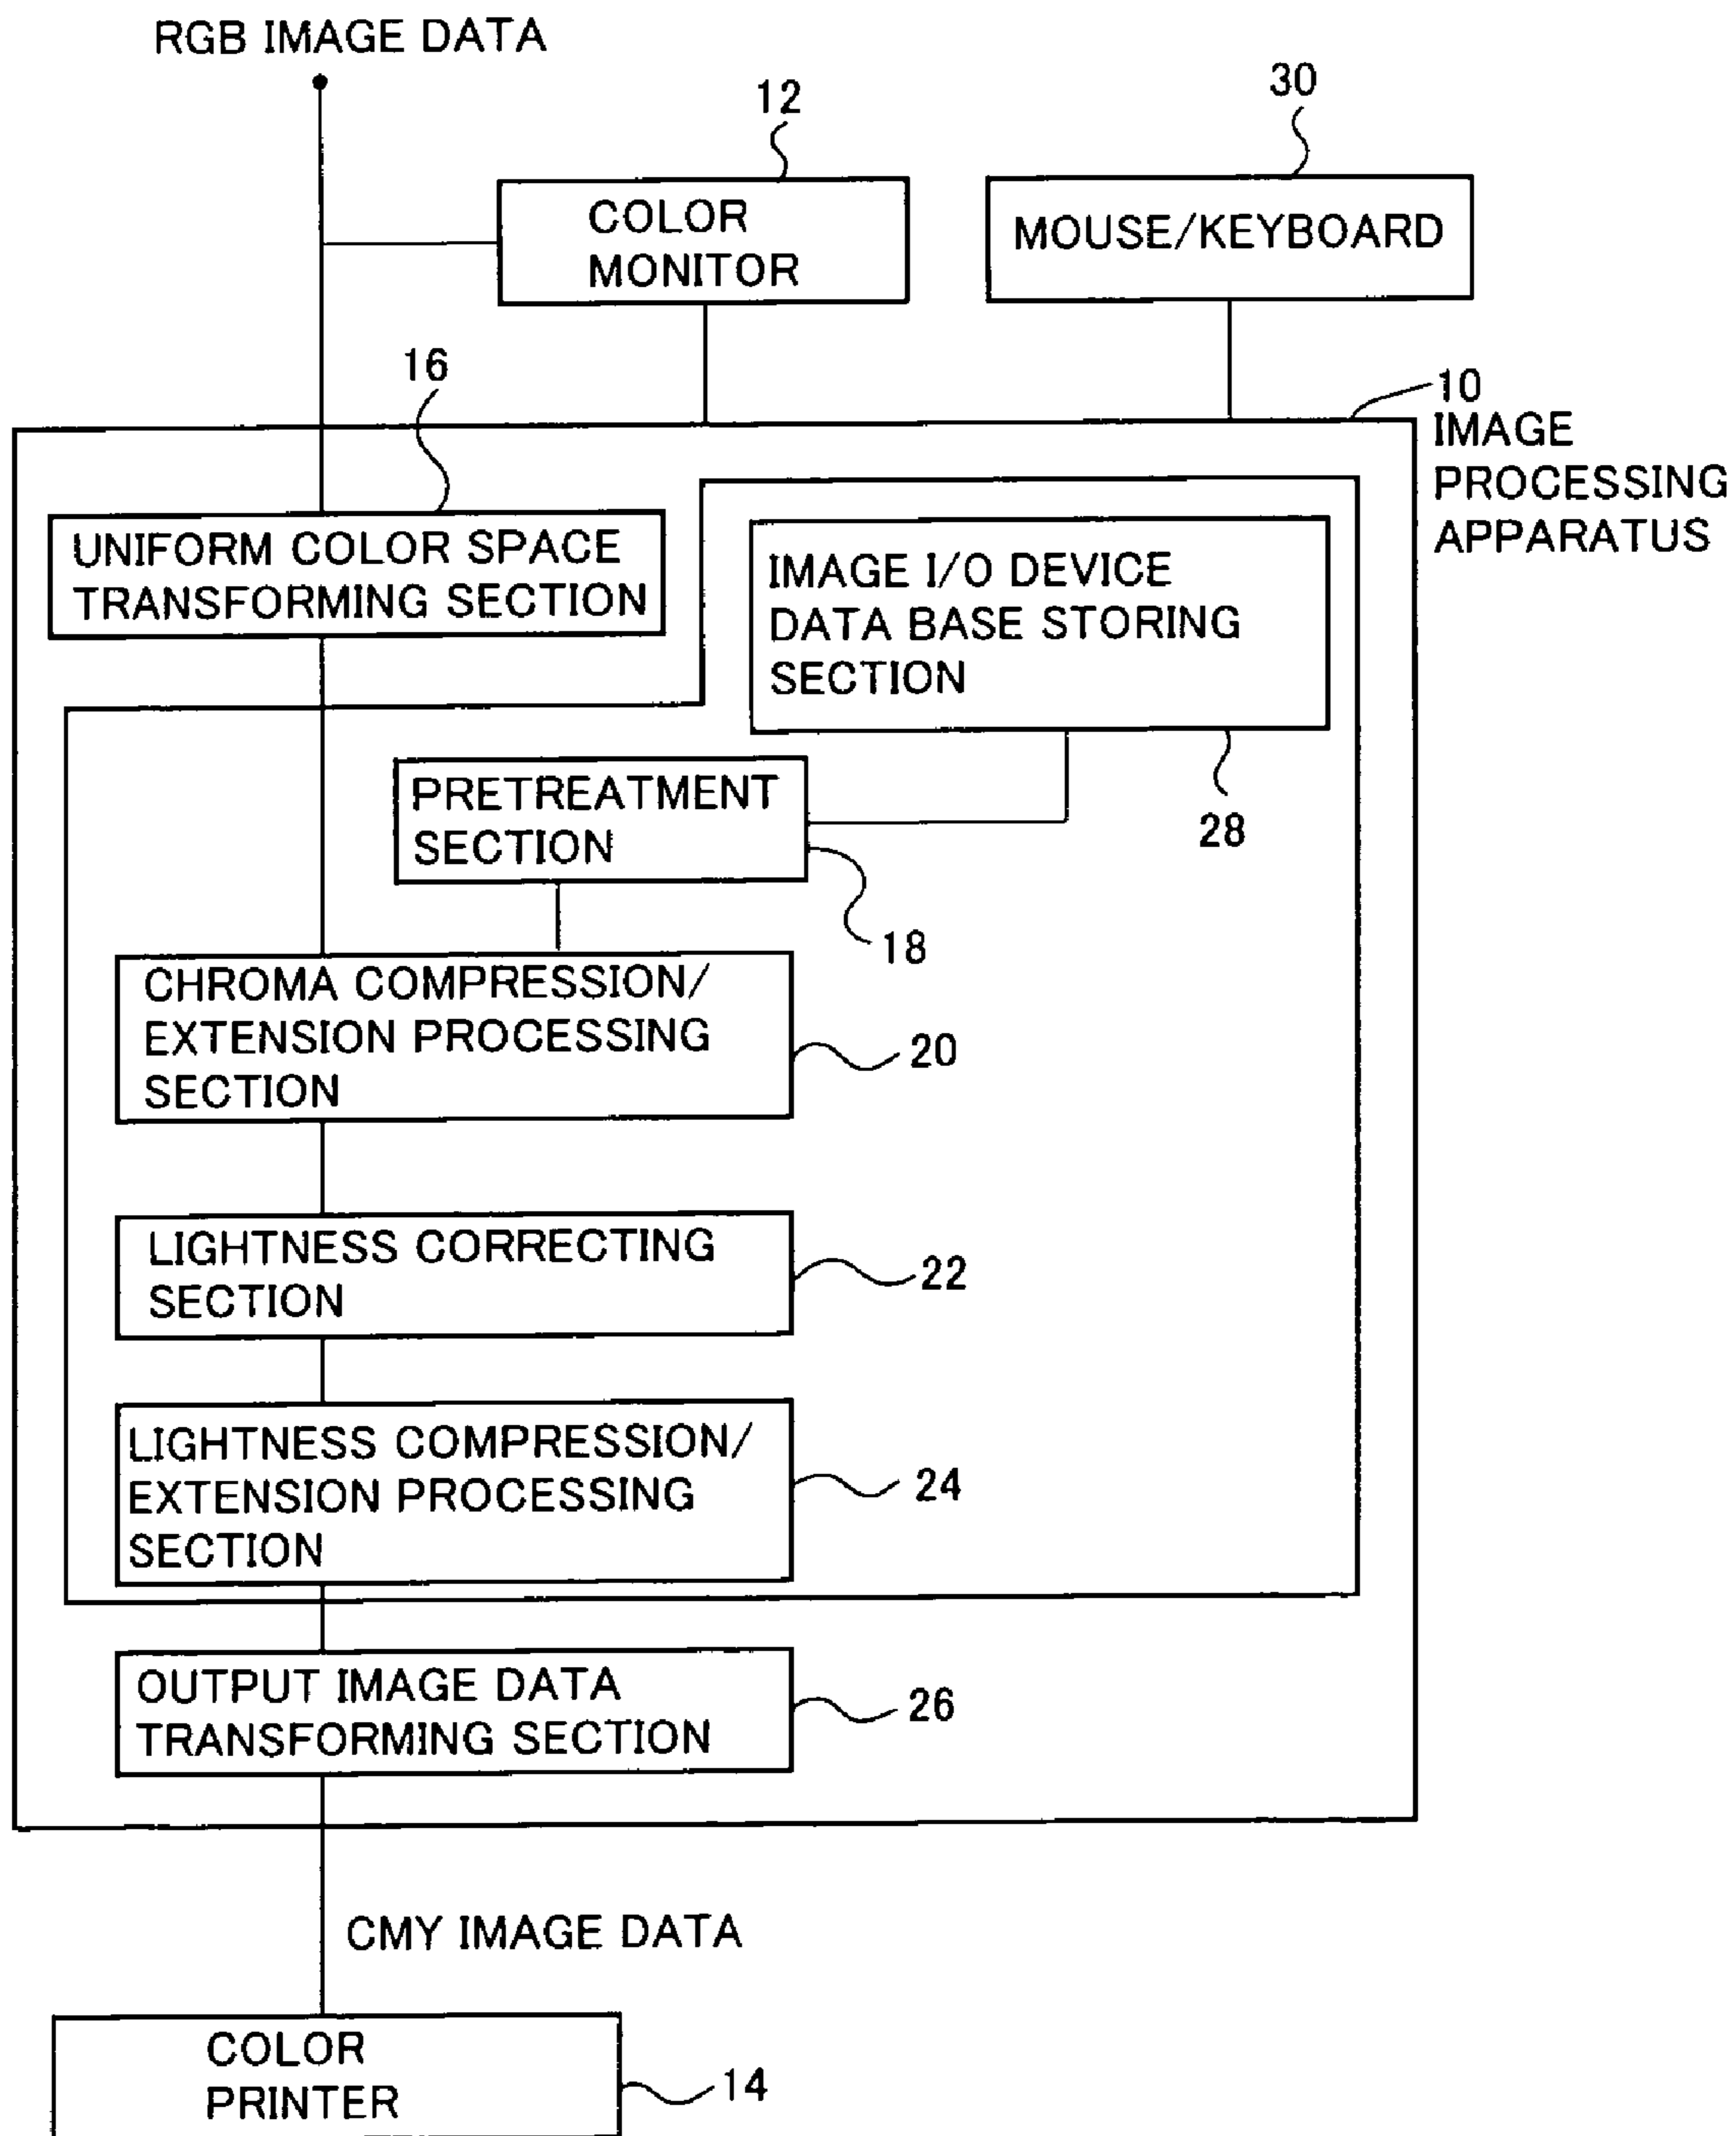 RGB IMAGE DATA
12
30
COLOR
MONITOR
MOUSE/KEYBOARD
16
10
IMAGE
PROCESSING
APPARATUS
UNIFORM COLOR SPACE
TRANSFORMING SECTION
IMAGE I/O DEVICE
DATA BASE STORING
SECTION
28
PRETREATMENT
SECTION
18
CHROMA COMPRESSION/
EXTENSION PROCESSING
SECTION
20
LIGHTNESS CORRECTING
SECTION
22
LIGHTNESS COMPRESSION/
EXTENSION PROCESSING
SECTION
24
OUTPUT IMAGE DATA
TRANSFORMING SECTION
26
CMY IMAGE DATA
COLOR
PRINTER
14